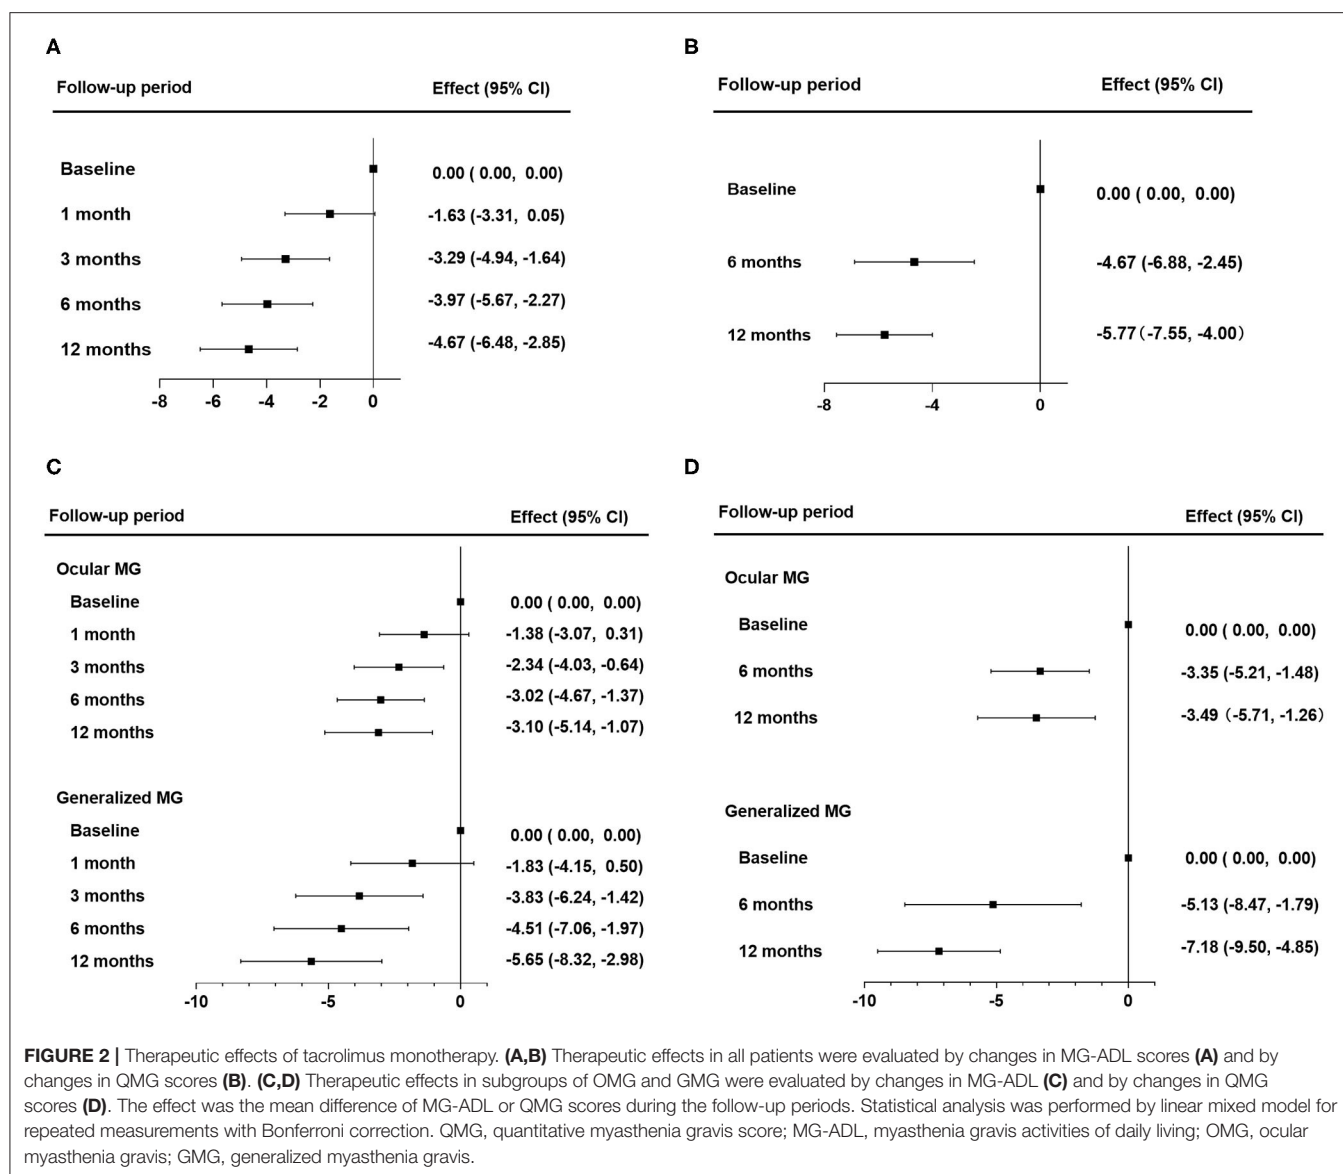 A
Follow-up period Effect (95% CI)
Baseline 0.00 ( 0.00, 0.00)
1 month -1.63 (-3.31, 0.05)
3 months -3.29 (-4.94, -1.64)
6 months -3.97 (-5.67, -2.27)
12 months -4.67 (-6.48, -2.85)
-8 -6 -4 -2 0
B
Follow-up period Effect (95% CI)
Baseline 0.00 ( 0.00, 0.00)
6 months -4.67 (-6.88, -2.45)
12 months -5.77（-7.55, -4.00）
-8 -4 0
C
Follow-up period Effect (95% CI)
Ocular MG
Baseline 0.00 ( 0.00, 0.00)
1 month -1.38 (-3.07, 0.31)
3 months -2.34 (-4.03, -0.64)
6 months -3.02 (-4.67, -1.37)
12 months -3.10 (-5.14, -1.07)
Generalized MG
Baseline 0.00 ( 0.00, 0.00)
1 month -1.83 (-4.15, 0.50)
3 months -3.83 (-6.24, -1.42)
6 months -4.51 (-7.06, -1.97)
12 months -5.65 (-8.32, -2.98)
-10 -5 0
D
Follow-up period Effect (95% CI)
Ocular MG
Baseline 0.00 ( 0.00, 0.00)
6 months -3.35 (-5.21, -1.48)
12 months -3.49（-5.71, -1.26）
Generalized MG
Baseline 0.00 ( 0.00, 0.00)
6 months -5.13 (-8.47, -1.79)
12 months -7.18 (-9.50, -4.85)
-10 -5 0
FIGURE 2 | Therapeutic effects of tacrolimus monotherapy. (A,B) Therapeutic effects in all patients were evaluated by changes in MG-ADL scores (A) and by
changes in QMG scores (B). (C,D) Therapeutic effects in subgroups of OMG and GMG were evaluated by changes in MG-ADL (C) and by changes in QMG
scores (D). The effect was the mean difference of MG-ADL or QMG scores during the follow-up periods. Statistical analysis was performed by linear mixed model for
repeated measurements with Bonferroni correction. QMG, quantitative myasthenia gravis score; MG-ADL, myasthenia gravis activities of daily living; OMG, ocular
myasthenia gravis; GMG, generalized myasthenia gravis.